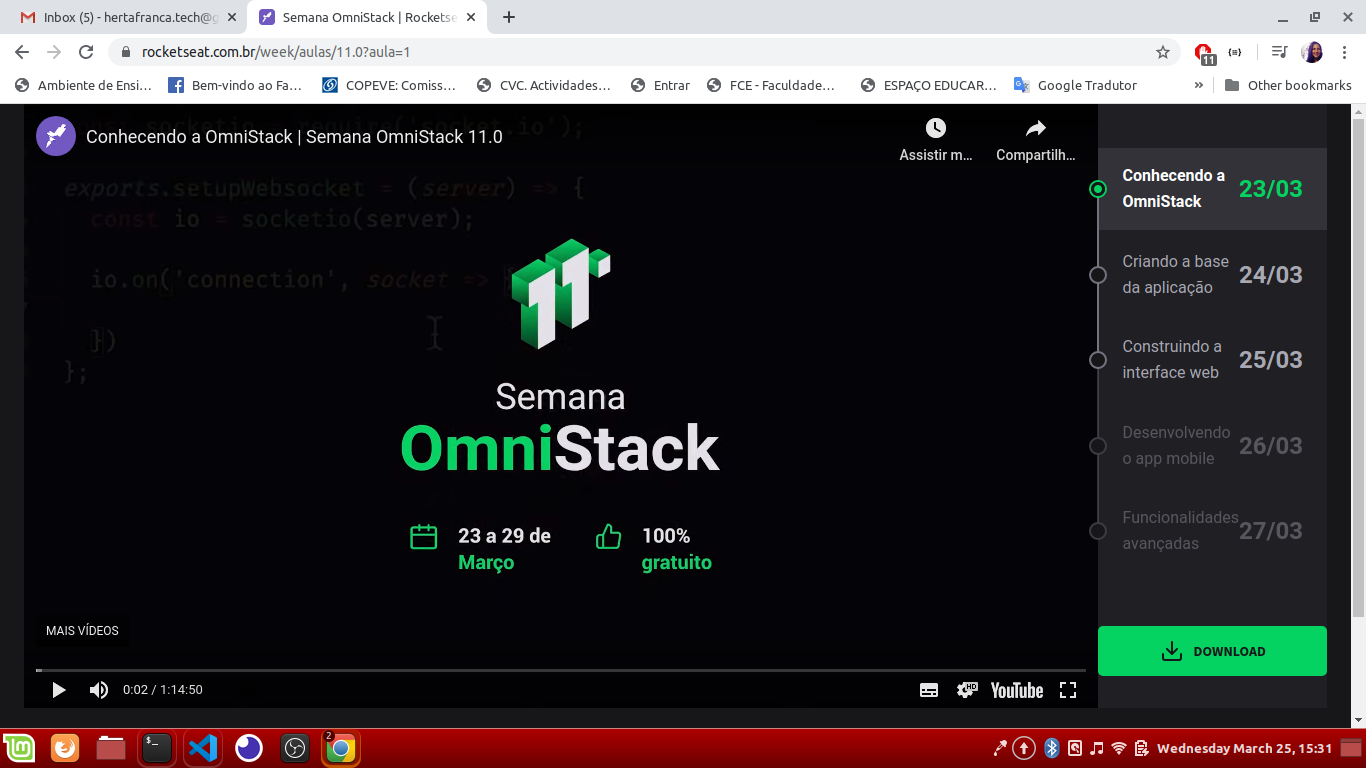 Inbox (5) - hertafranca.tech@g
Semana OmniStack | Rocketse
rocketseat.com.br/week/aulas/11.0?aula=1
11
Ambiente de Ensi...
Bem-vindo ao Fa...
COPEVE: Comiss...
CVC. Actividades...
Entrar
FCE - Faculdade...
ESPAÇO EDUCAR...
Google Tradutor
»
Other bookmarks
Conhecendo a OmniStack | Semana OmniStack 11.0
Assistir m...
Compartilh...
exports.setupWebsocket = (server) => {
const io = socketio(server);
io.on('connection', socket =>
})
};
11
Semana
OmniStack
23 a 29 de
Março
100%
gratuito
MAIS VÍDEOS
0:02 / 1:14:50
HD
YouTube
Conhecendo a
OmniStack
23/03
Criando a base
da aplicação
24/03
Construindo a
interface web
25/03
Desenvolvendo
o app mobile
26/03
Funcionalidades
avançadas
27/03
DOWNLOAD
2
Wednesday March 25, 15:31